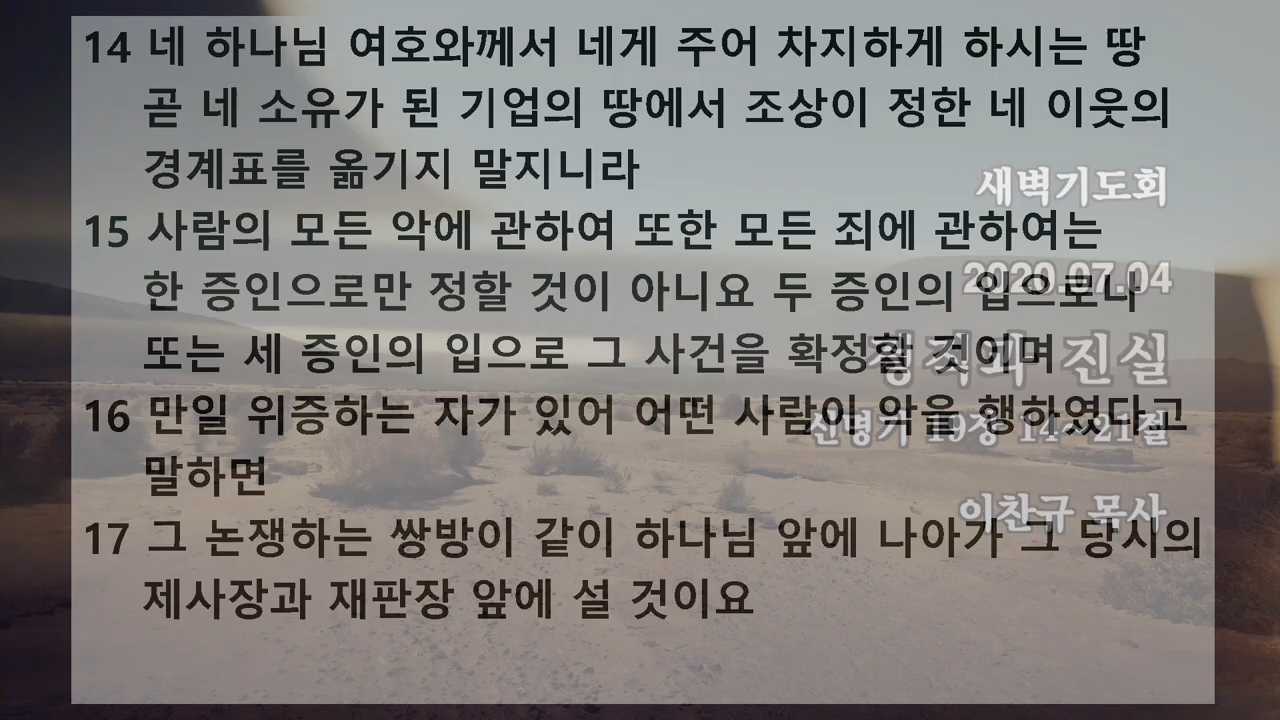 14 네 하나님 여호와께서 네게 주어 차지하게 하시는 땅
곧 네 소유가 된 기업의 땅에서 조상이 정한 네 이웃의
경계표를 옮기지 말지니라
15 사람의 모든 악에 관하여 또한 모든 죄에 관하여는
한 증인으로만 정할 것이 아니요 두 증인의 입으로나
또는 세 증인의 입으로 그 사건을 확정할 것이며
16 만일 위증하는 자가 있어 어떤 사람이 악을 행하였다고
말하면
17 그 논쟁하는 쌍방이 같이 하나님 앞에 나아가 그 당시의
제사장과 재판장 앞에 설 것이요
새벽기도회
2020.07.04
진실
신명기 19장 14~21절
이찬규 목사